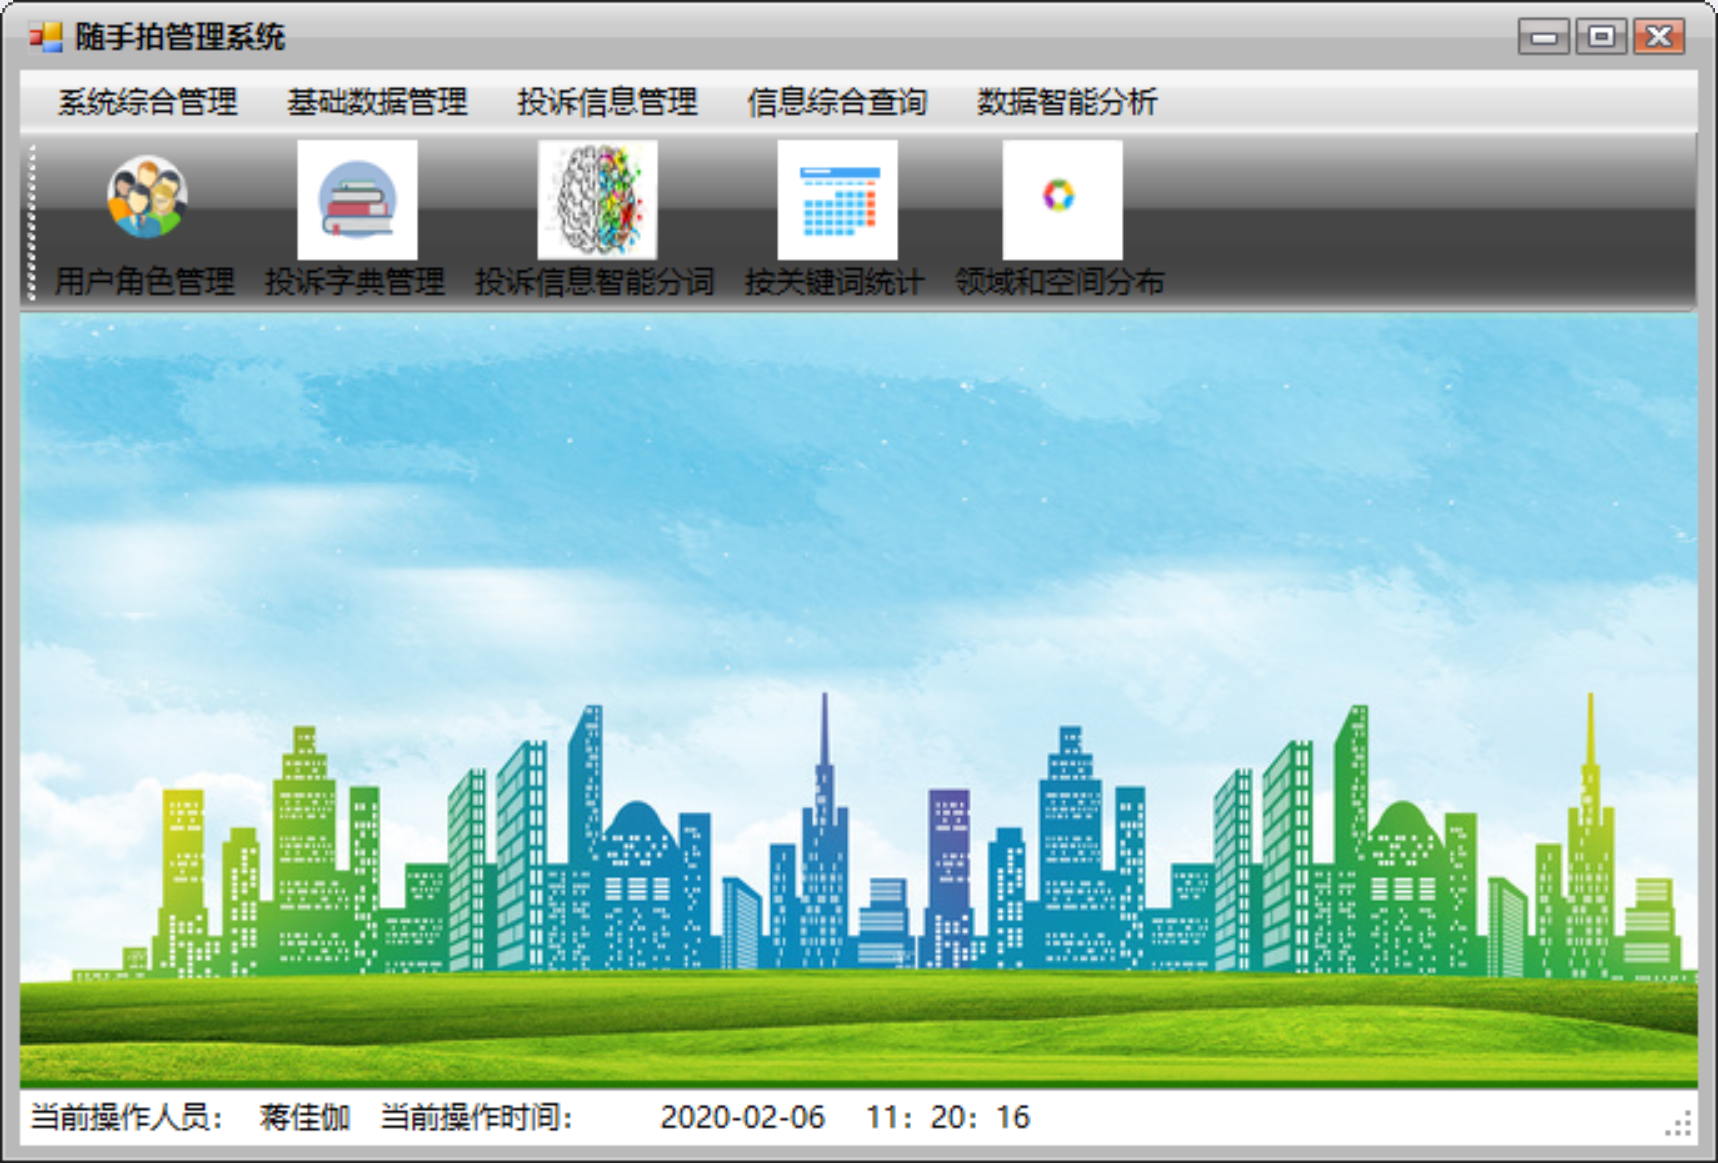 随手拍管理系统
系统综合管理 基础数据管理 投诉信息管理 信息综合查询 数据智能分析
用户角色管理 投诉字典管理 投诉信息智能分词 按关键词统计 领域和空间分布
当前操作人员： 蒋佳伽 当前操作时间： 2020-02-06 11：20：16